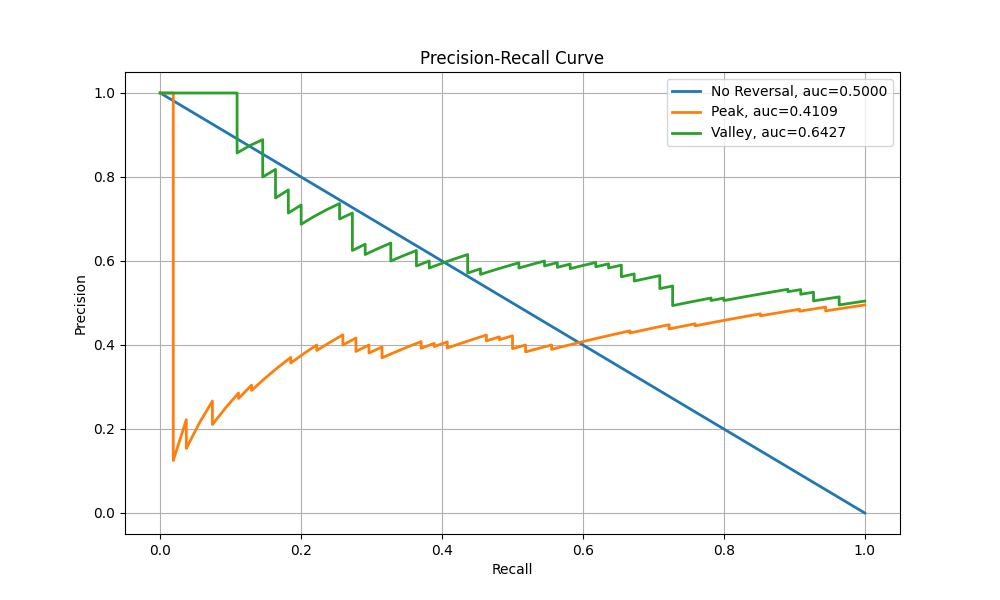 Precision-Recall Curve
No Reversal, auc=0.5000
Peak, auc=0.4109
Valley, auc=0.6427
Precision
1.0
0.8
0.6
0.4
0.2
0.0
0.0 0.2 0.4 0.6 0.8 1.0
Recall